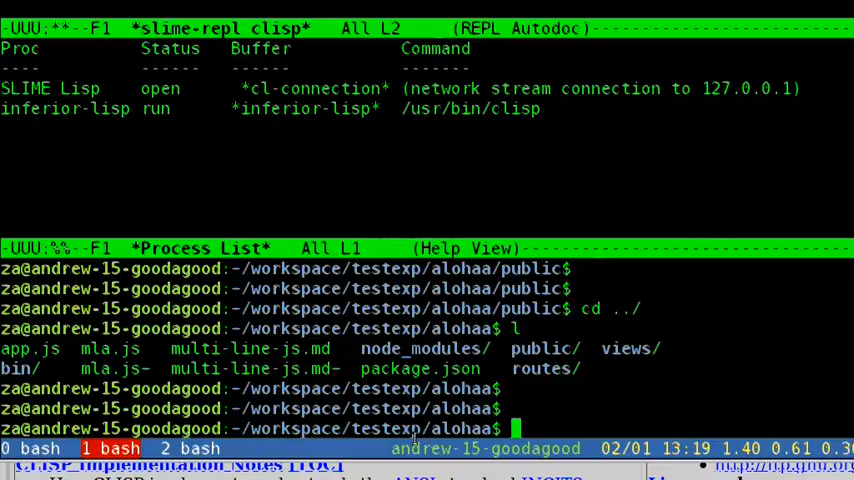 -UUU:**--F1  *slime-repl clisp*   All L2     (REPL Autodoc)
Proc         Status   Buffer           Command
----         ------   ------           -------
SLIME Lisp   open      *cl-connection* (network stream connection to 127.0.0.1)
inferior-lisp run     *inferior-lisp*  /usr/bin/clisp
-UUU:%%--F1  *Process List*   All L1     (Help View)
za@andrew-15-goodagood:~/workspace/testexp/alohaa/public$
za@andrew-15-goodagood:~/workspace/testexp/alohaa/public$
za@andrew-15-goodagood:~/workspace/testexp/alohaa/public$ cd ../
za@andrew-15-goodagood:~/workspace/testexp/alohaa$ l
app.js  mla.js   multi-line-js.md   node_modules/  public/  views/
bin/    mla.js~  multi-line-js.md~  package.json   routes/
za@andrew-15-goodagood:~/workspace/testexp/alohaa$
za@andrew-15-goodagood:~/workspace/testexp/alohaa$
za@andrew-15-goodagood:~/workspace/testexp/alohaa$
0 bash  1 bash  2 bash  andrew-15-goodagood  02/01 13:19 1.40 0.61 0.3
CLISP Implementation Notes [TOC]